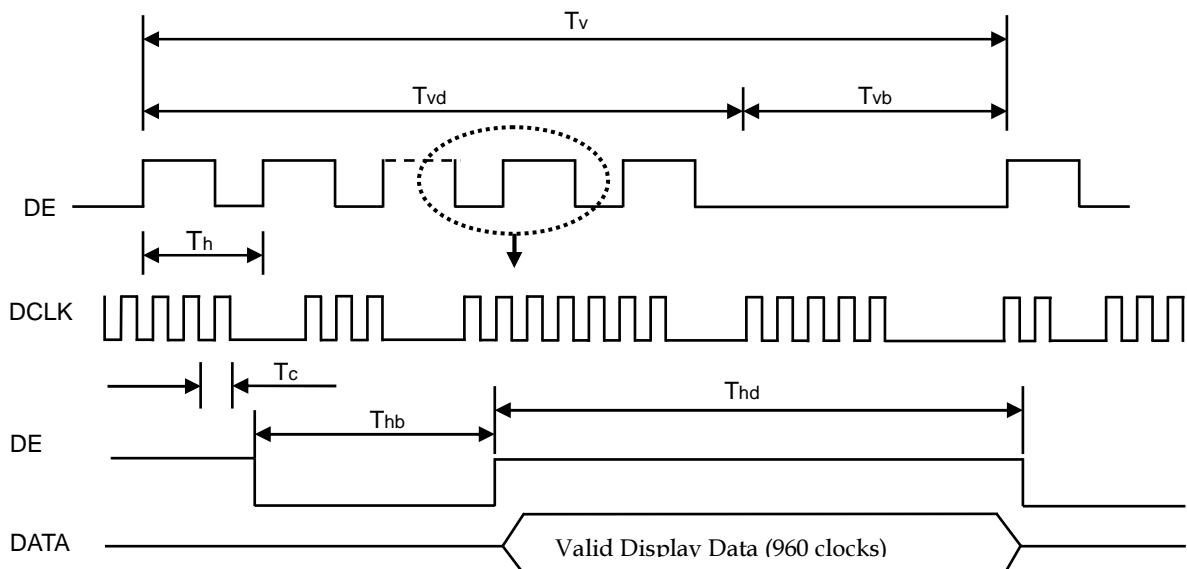 Tv
Tvd Tvb
DE
Th
DCLK
Tc
Thd
Thb
DE
DATA
Valid Display Data (960 clocks)